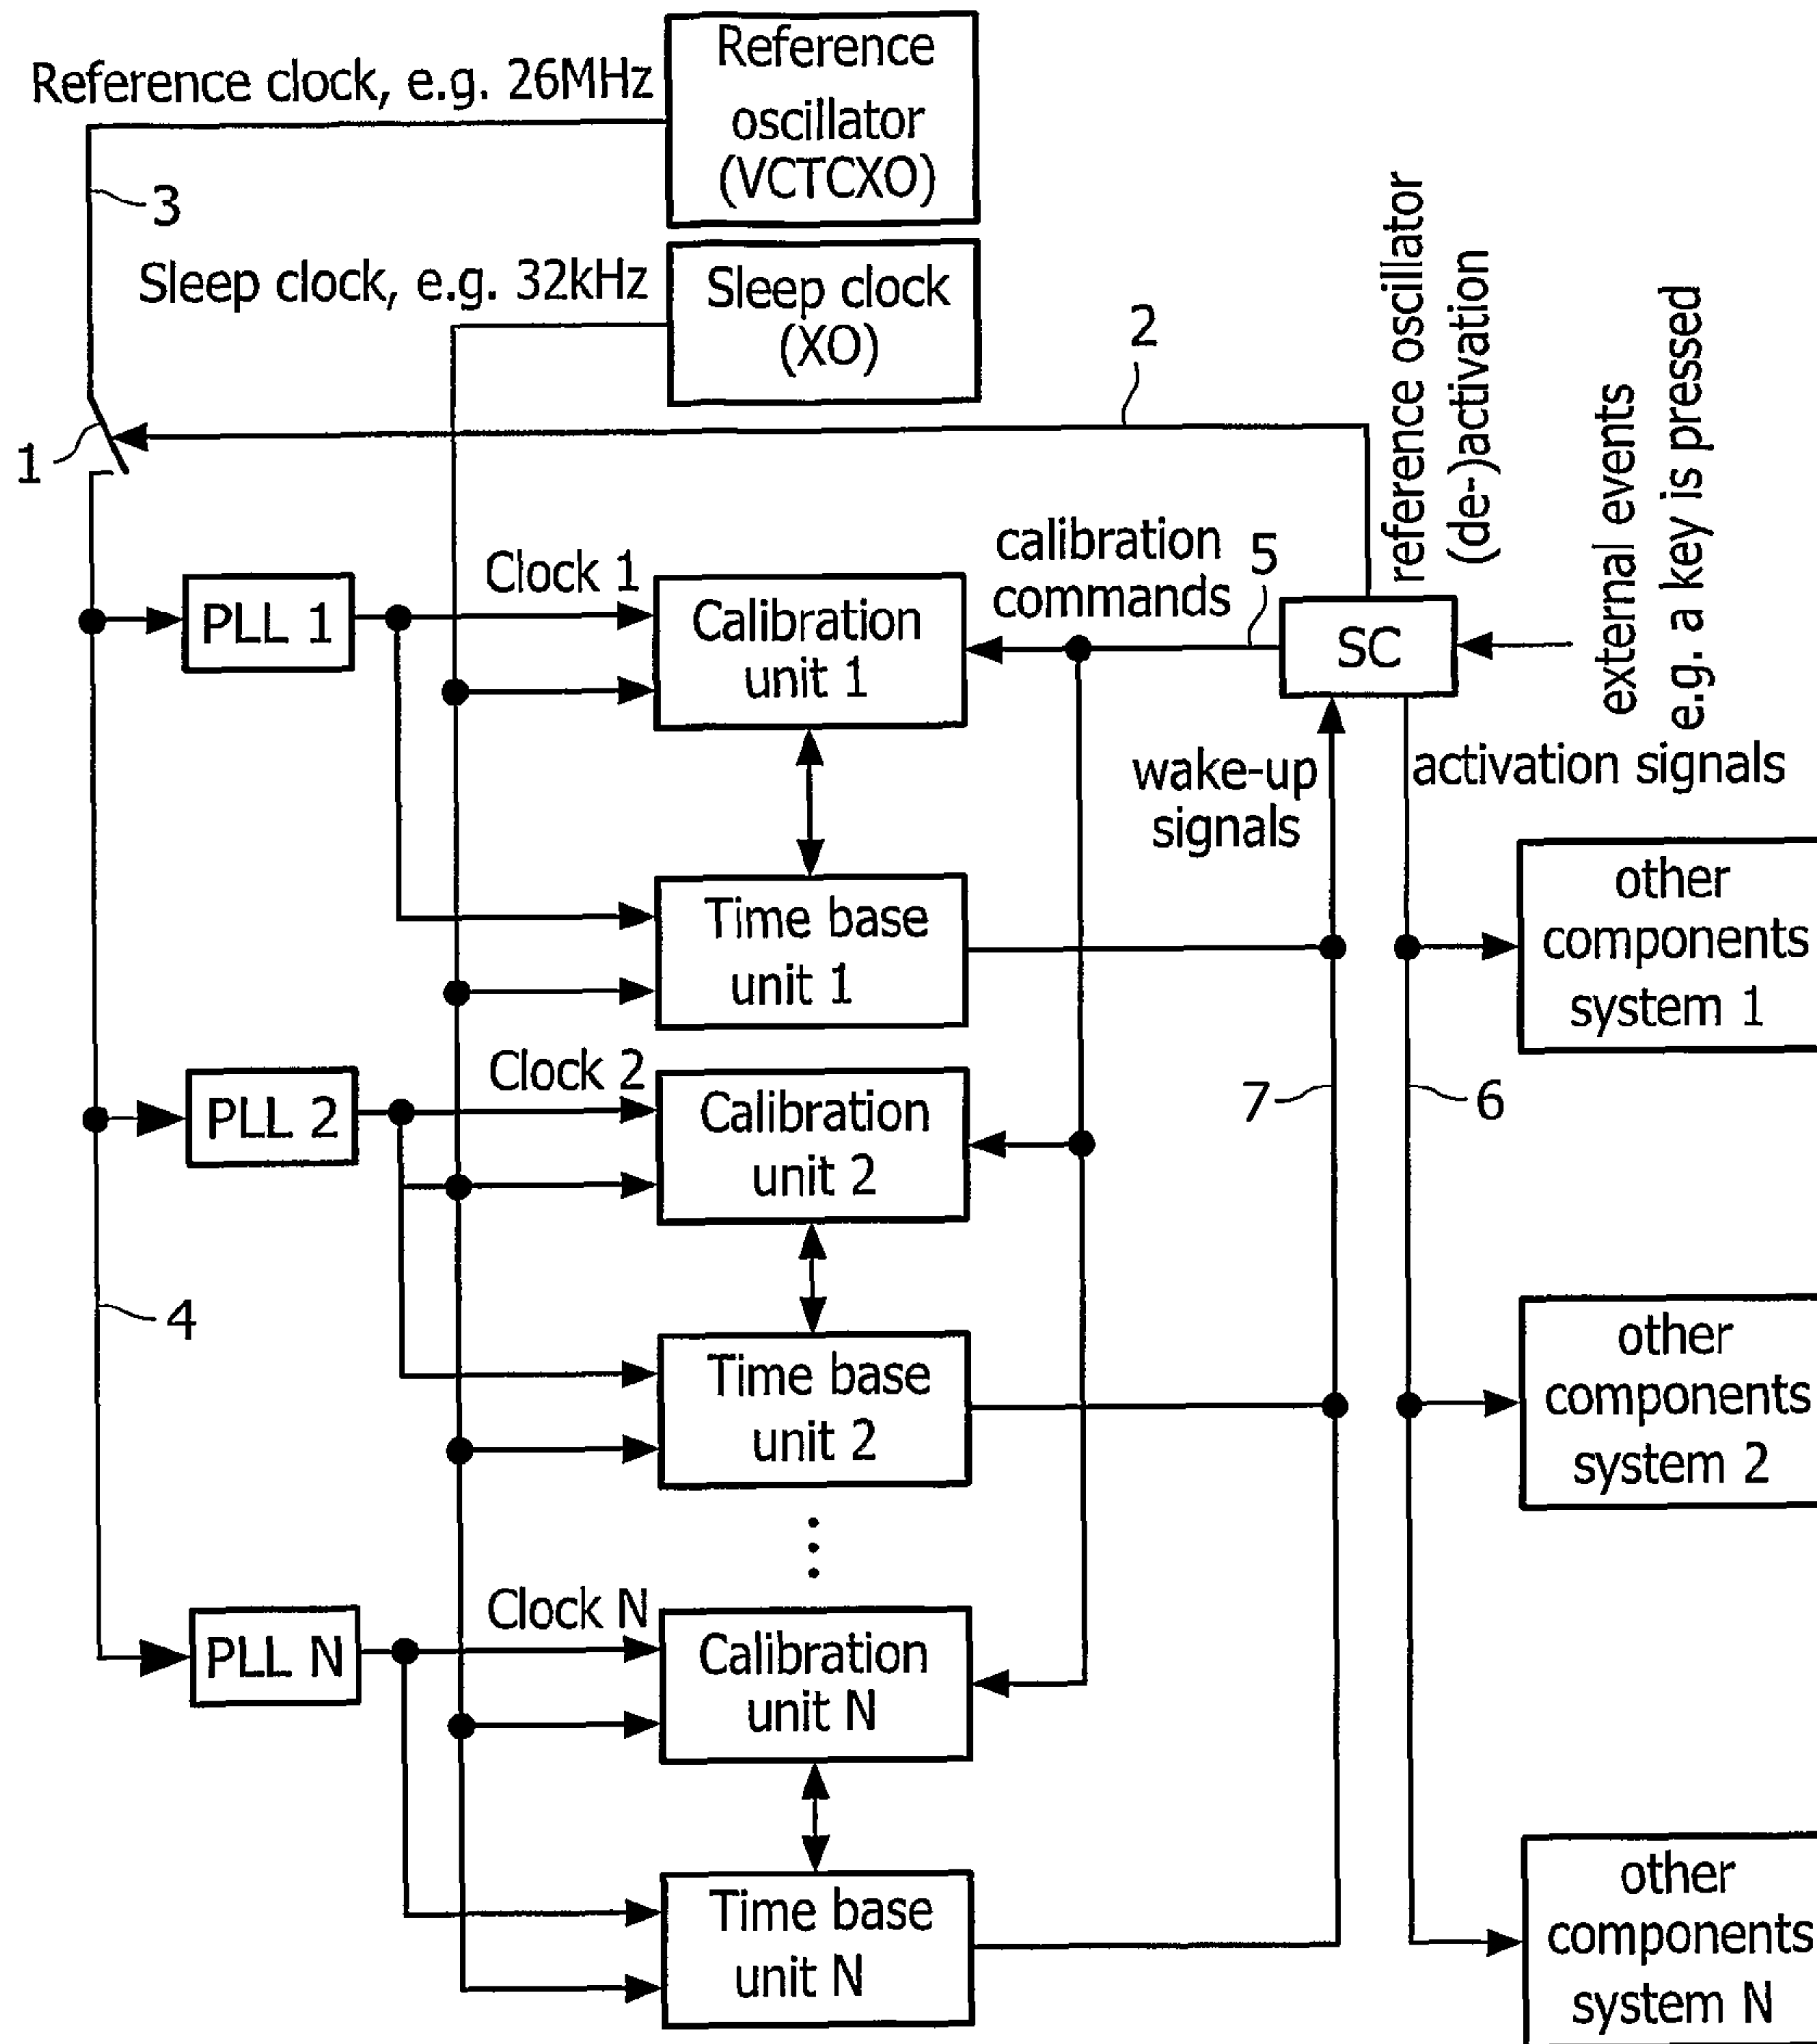 Reference clock, e.g. 26MHz
Reference
oscillator
(VCTCXO)
3
Sleep clock, e.g. 32kHz
Sleep clock
(XO)
2
1
reference oscillator
(de-)activation
external events
e.g. a key is pressed
calibration
commands
5
SC
PLL 1
Clock 1
Calibration
unit 1
wake-up
signals
activation signals
Time base
unit 1
other
components
system 1
PLL 2
Clock 2
Calibration
unit 2
7
6
4
Time base
unit 2
other
components
system 2
PLL N
Clock N
Calibration
unit N
Time base
unit N
other
components
system N